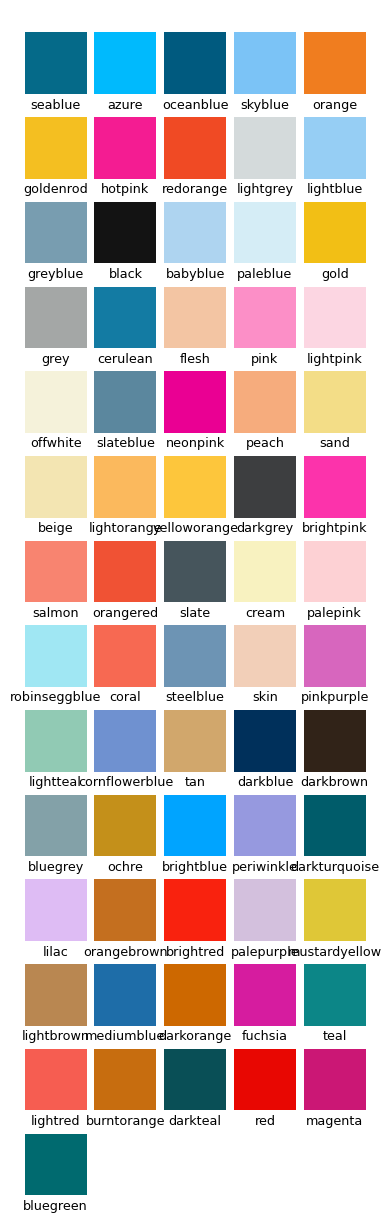 seablue azure oceanblue skyblue orange
goldenrod hotpink redorange lightgrey lightblue
greyblue black babyblue paleblue gold
grey cerulean flesh pink lightpink
offwhite slateblue neonpink peach sand
beige lightorange yelloworange darkgrey brightpink
salmon orangered slate cream palepink
robinseggblue coral steelblue skin pinkpurple
lightteal cornflowerblue tan darkblue darkbrown
bluegrey ochre brightblue periwinkle darkturquoise
lilac orangebrown brightred palepurple mustardyellow
lightbrown mediumblue darkorange fuchsia teal
lightred burntorange darkteal red magenta
bluegreen